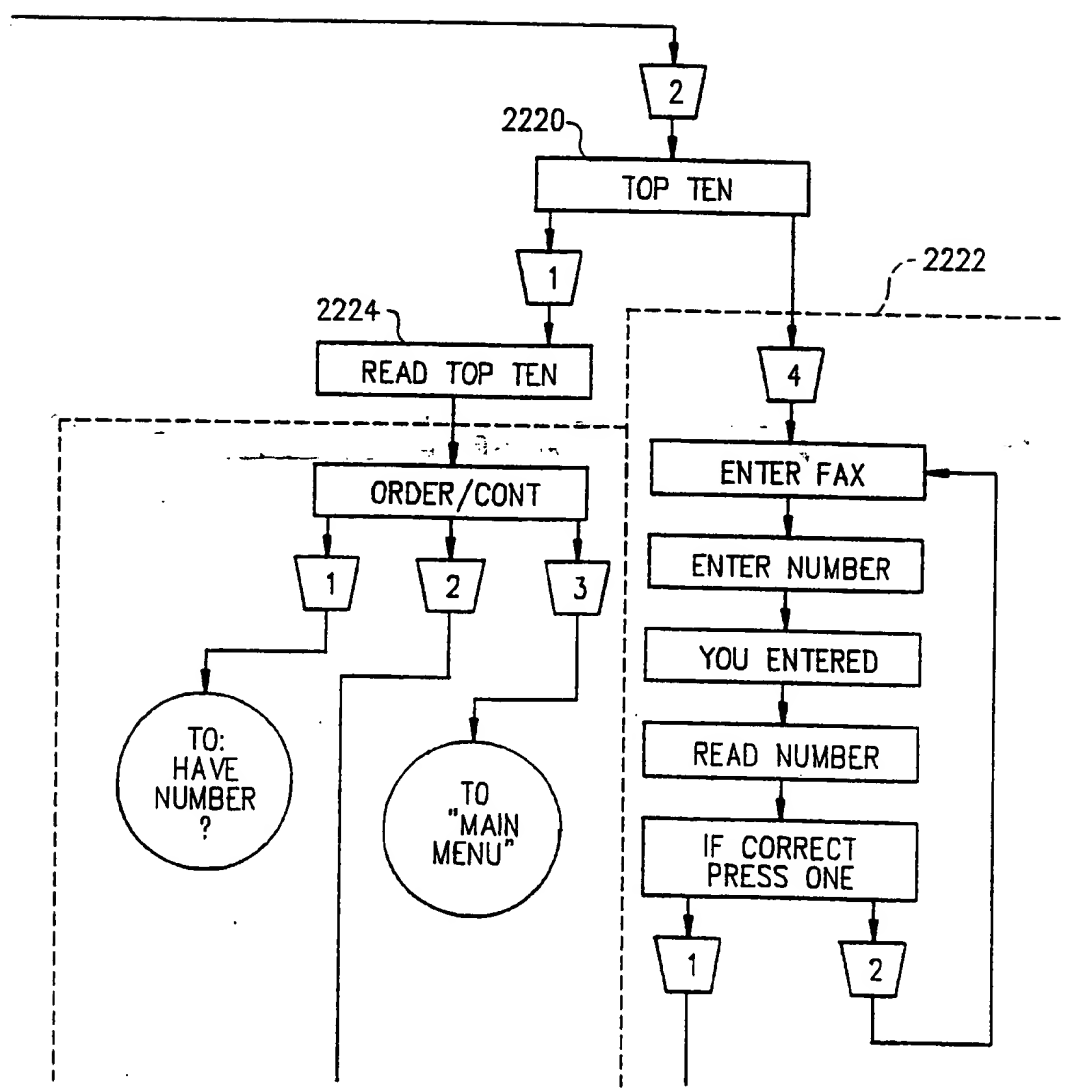 2
2220
TOP TEN
1
2222
2224
READ TOP TEN
4
ORDER/CONT
ENTER FAX
1
2
3
ENTER NUMBER
YOU ENTERED
TO:
HAVE
NUMBER
?
TO
"MAIN
MENU"
READ NUMBER
IF CORRECT
PRESS ONE
1
2